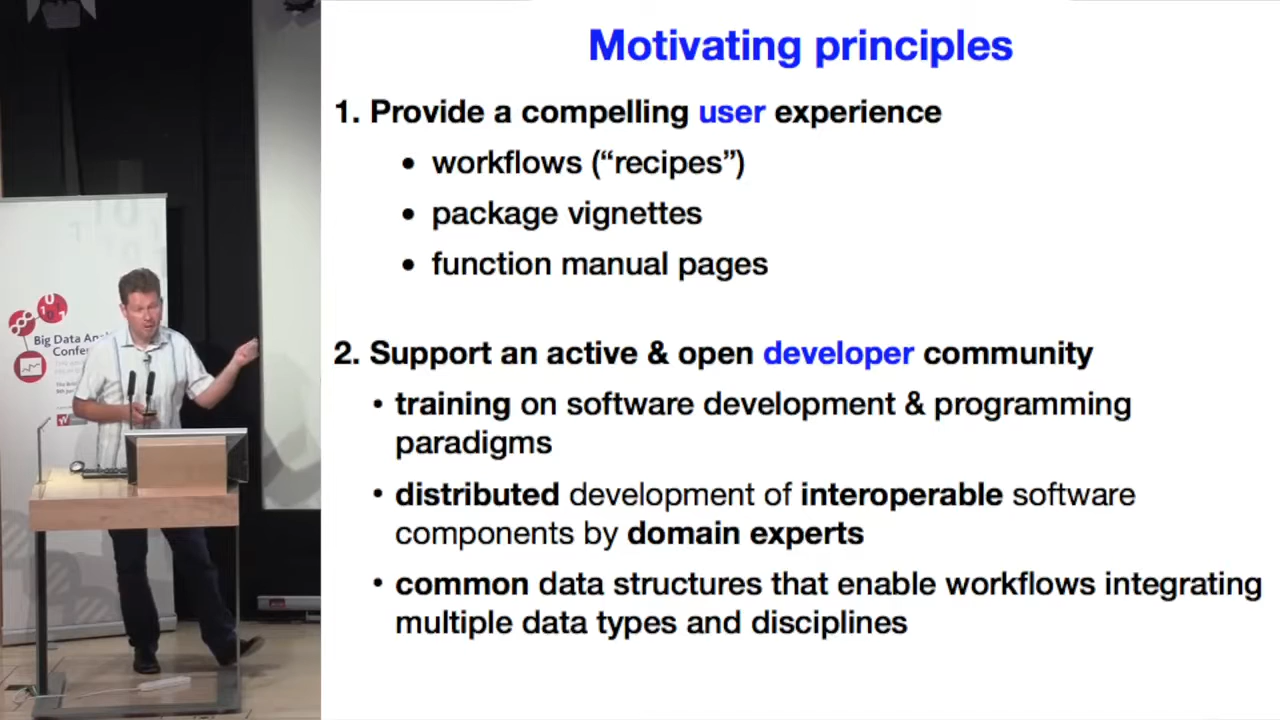 Motivating principles
1. Provide a compelling user experience
• workflows (“recipes”)
• package vignettes
• function manual pages
2. Support an active & open developer community
• training on software development & programming
paradigms
• distributed development of interoperable software
components by domain experts
• common data structures that enable workflows integrating
multiple data types and disciplines
Big Data